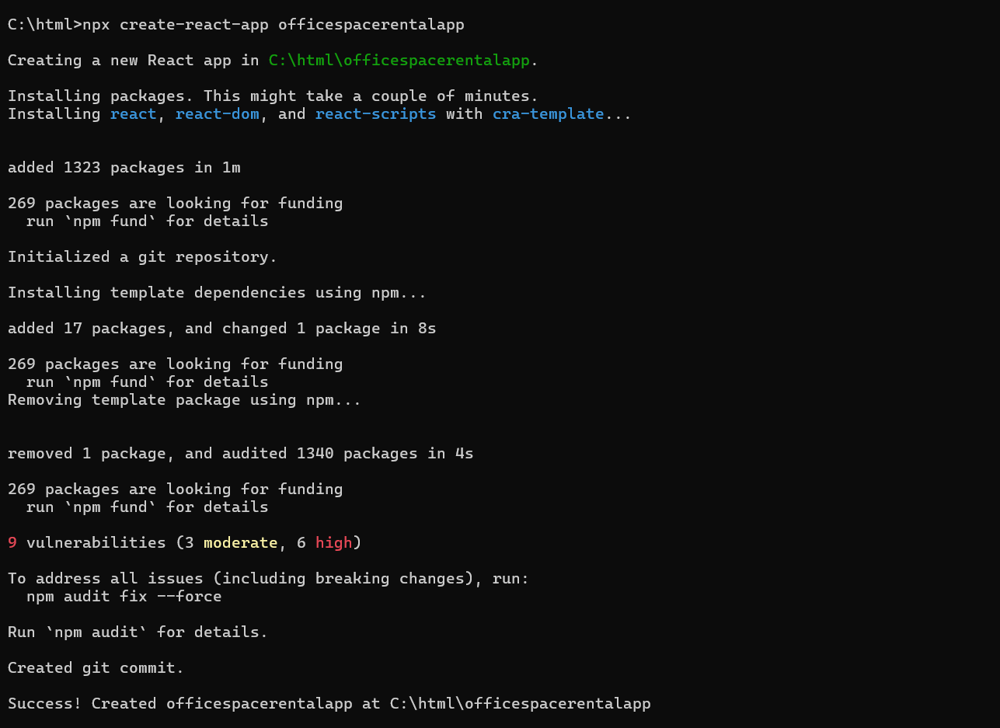 C:\html>npx create-react-app officespacerentalapp
Creating a new React app in C:\html\officespacerentalapp.
Installing packages. This might take a couple of minutes.
Installing react, react-dom, and react-scripts with cra-template...
added 1323 packages in 1m
269 packages are looking for funding
  run `npm fund` for details
Initialized a git repository.
Installing template dependencies using npm...
added 17 packages, and changed 1 package in 8s
269 packages are looking for funding
  run `npm fund` for details
Removing template package using npm...
removed 1 package, and audited 1340 packages in 4s
269 packages are looking for funding
  run `npm fund` for details
9 vulnerabilities (3 moderate, 6 high)
To address all issues (including breaking changes), run:
  npm audit fix --force
Run `npm audit` for details.
Created git commit.
Success! Created officespacerentalapp at C:\html\officespacerentalapp